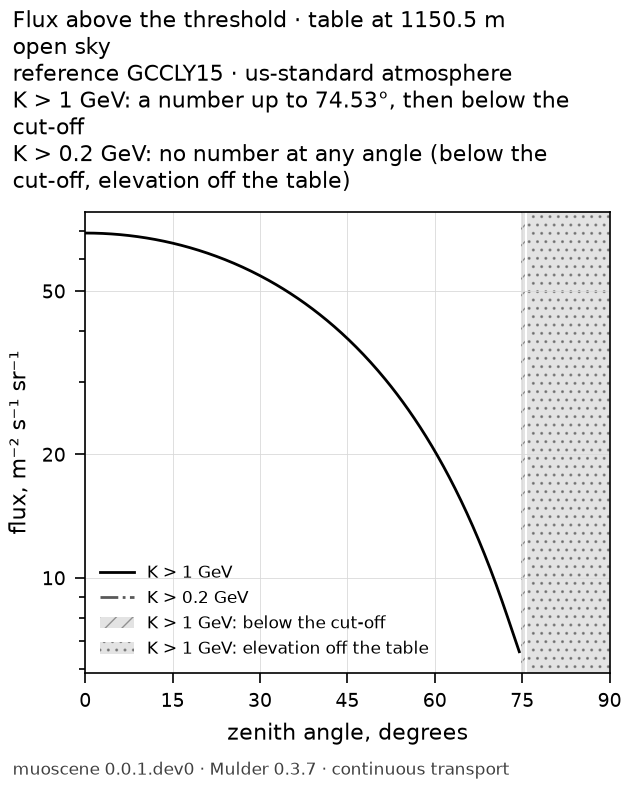 Flux above the threshold · table at 1150.5 m
open sky
reference GCCLY15 · us-standard atmosphere
K > 1 GeV: a number up to 74.53°, then below the
cut-off
K > 0.2 GeV: no number at any angle (below the
cut-off, elevation off the table)
50
20
10
flux, m⁻² s⁻¹ sr⁻¹
K > 1 GeV
K > 0.2 GeV
K > 1 GeV: below the cut-off
K > 1 GeV: elevation off the table
0 15 30 45 60 75 90
zenith angle, degrees
muoscene 0.0.1.dev0 · Mulder 0.3.7 · continuous transport